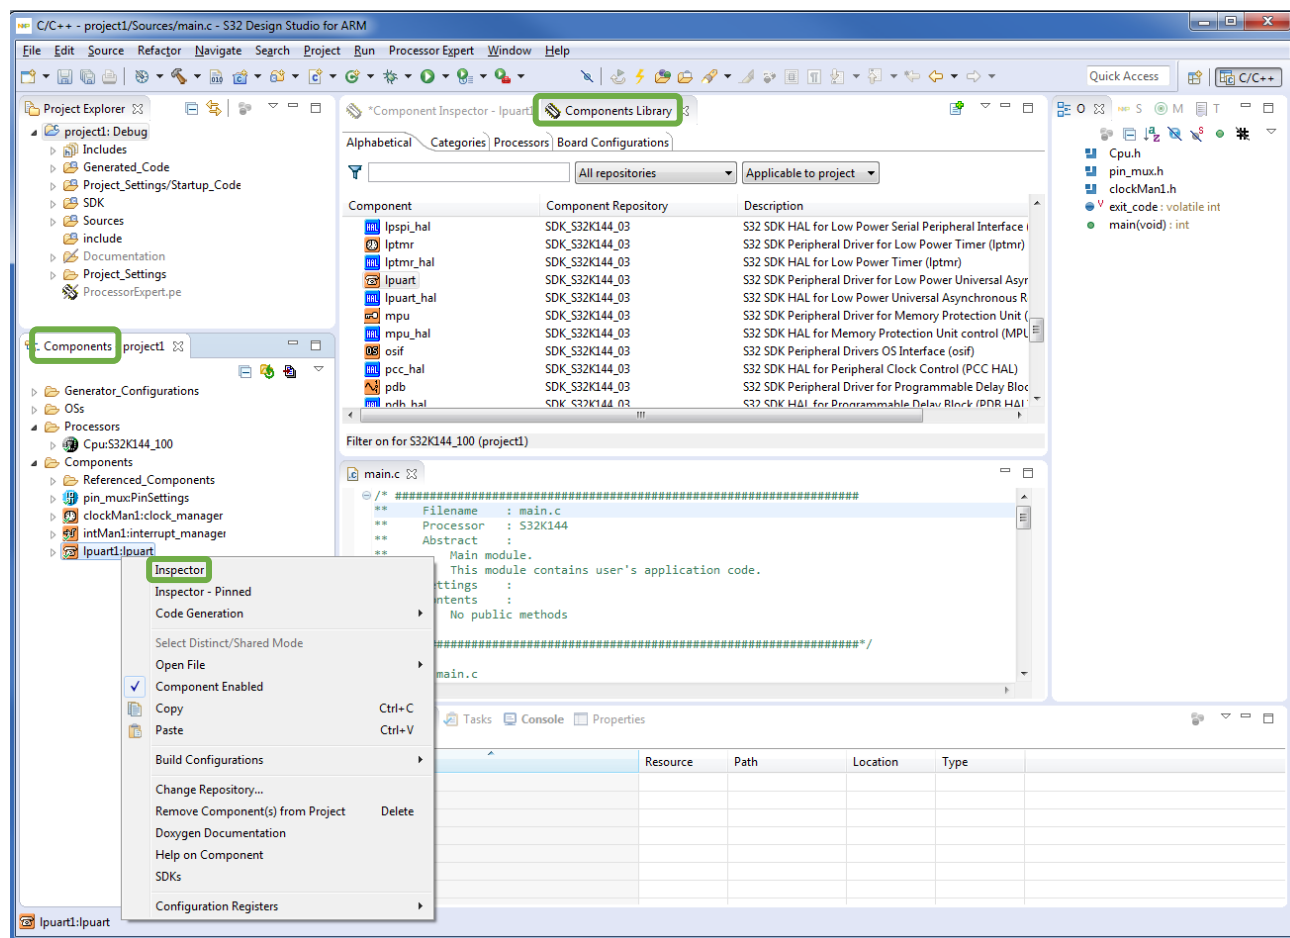 C/C++ - project1/Sources/main.c - S32 Design Studio for ARM
File Edit Source Refactor Navigate Search Project Run Processor Expert Window Help
Quick Access
C/C++
Project Explorer
project1: Debug
Includes
Generated_Code
Project_Settings/Startup_Code
SDK
Sources
include
Documentation
Project_Settings
ProcessorExpert.pe
Components project1
Generator_Configurations
OSs
Processors
Cpu:S32K144_100
Components
Referenced_Components
pin_mux:PinSettings
clockMan1:clock_manager
intMan1:interrupt_manager
lpuart1:lpuart
Inspector
Inspector - Pinned
Code Generation
Select Distinct/Shared Mode
Open File
Component Enabled
Copy Ctrl+C
Paste Ctrl+V
Build Configurations
Change Repository...
Remove Component(s) from Project Delete
Doxygen Documentation
Help on Component
SDKs
Configuration Registers
*Component Inspector - lpuart1
Components Library
Alphabetical Categories Processors Board Configurations
All repositories
Applicable to project
Component Component Repository Description
lpspi_hal SDK_S32K144_03 S32 SDK HAL for Low Power Serial Peripheral Interface (
lptmr SDK_S32K144_03 S32 SDK Peripheral Driver for Low Power Timer (lptmr)
lptmr_hal SDK_S32K144_03 S32 SDK HAL for Low Power Timer (lptmr)
lpuart SDK_S32K144_03 S32 SDK Peripheral Driver for Low Power Universal Asyr
lpuart_hal SDK_S32K144_03 S32 SDK HAL for Low Power Universal Asynchronous R
mpu SDK_S32K144_03 S32 SDK Peripheral Driver for Memory Protection Unit (
mpu_hal SDK_S32K144_03 S32 SDK HAL for Memory Protection Unit control (MPU
osif SDK_S32K144_03 S32 SDK Peripheral Drivers OS Interface (osif)
pcc_hal SDK_S32K144_03 S32 SDK HAL for Peripheral Clock Control (PCC HAL)
pdb SDK_S32K144_03 S32 SDK Peripheral Driver for Programmable Delay Bloc
pdb_hal SDK_S32K144_03 S32 SDK HAL for Programmable Delay Block (PDB HAL
Filter on for S32K144_100 (project1)
main.c
/* ###################################################################
** Filename : main.c
** Processor : S32K144
** Abstract :
** Main module.
This module contains user's application code.
ettings :
ntents :
No public methods
##############################################################*/
main.c
Tasks Console Properties
Resource Path Location Type
O S M T
Cpu.h
pin_mux.h
clockMan1.h
exit_code : volatile int
main(void) : int
lpuart1:lpuart